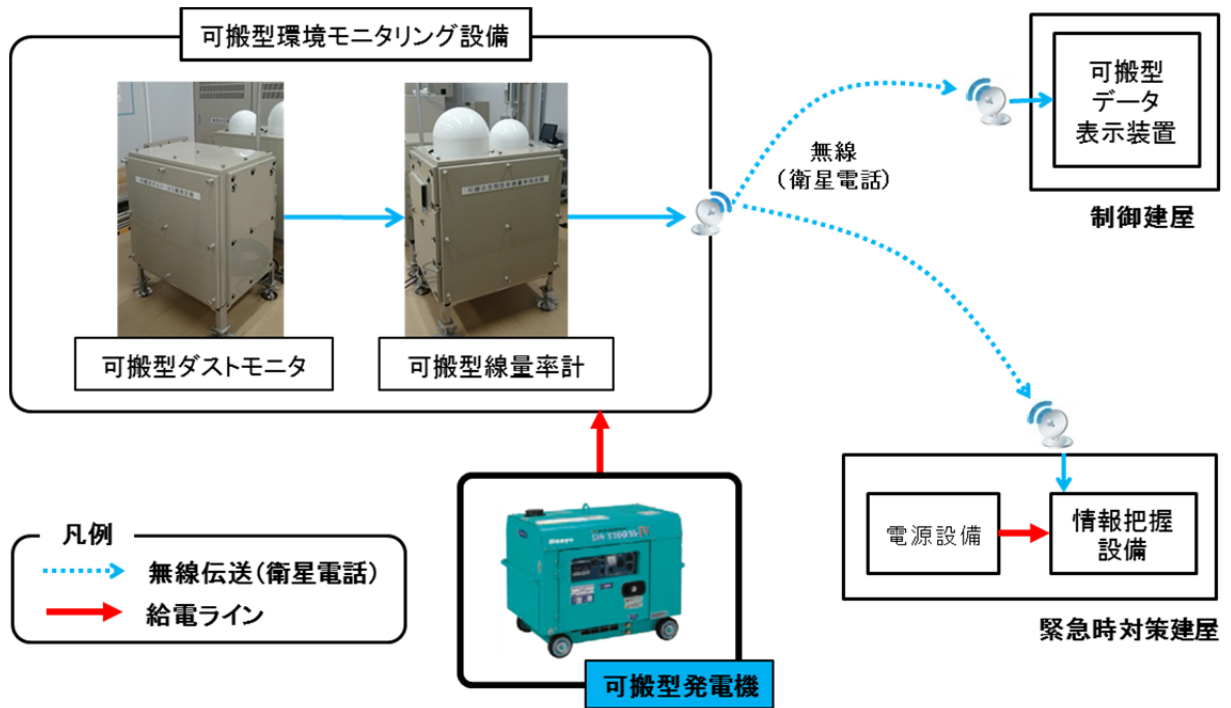 可搬型環境モニタリング設備
可搬型ダストモニタ
可搬型線量率計
無線
(衛星電話)
可搬型
データ
表示装置
制御建屋
電源設備
情報把握
設備
緊急時対策建屋
可搬型発電機
凡例
無線伝送(衛星電話)
給電ライン